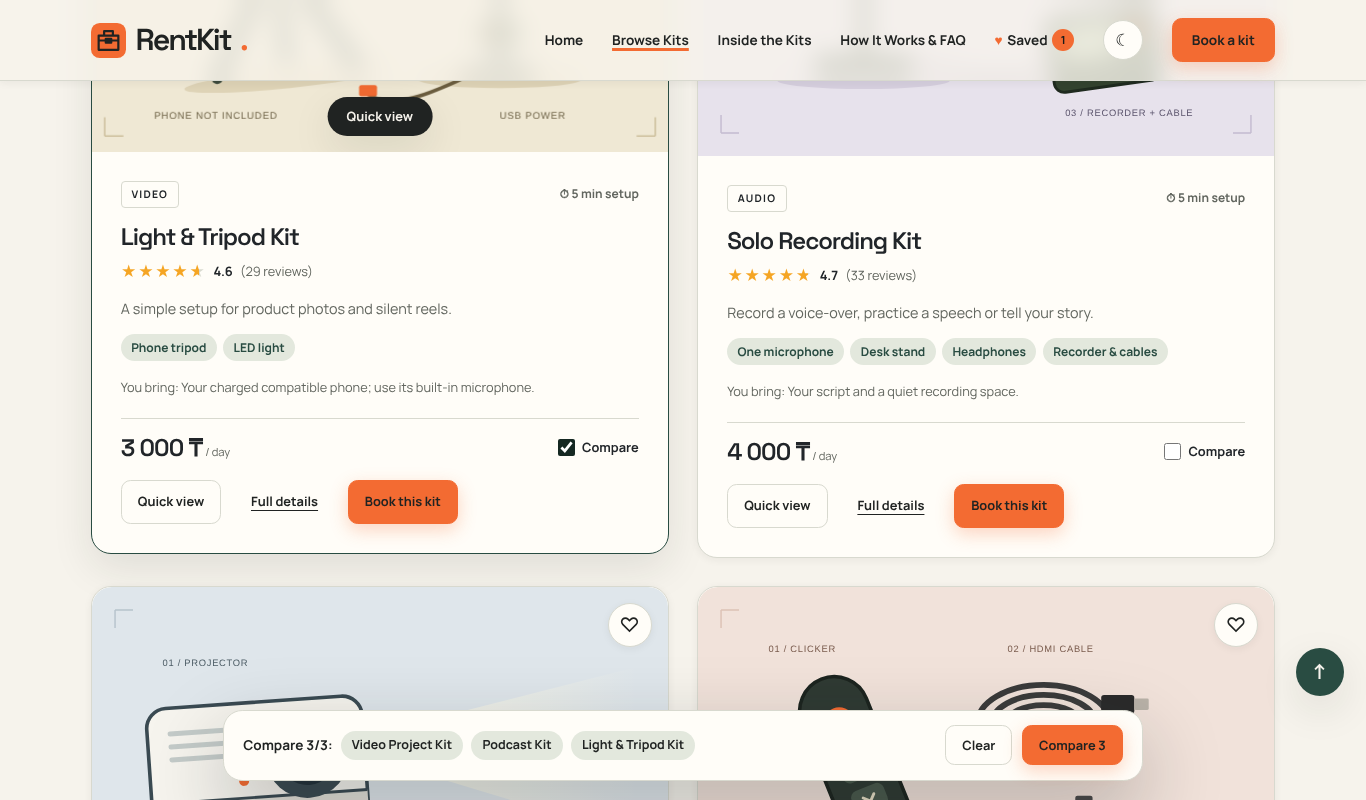 RentKit .
Home
Browse Kits
Inside the Kits
How It Works & FAQ
♥ Saved 1
Book a kit
PHONE NOT INCLUDED
Quick view
USB POWER
03 / RECORDER + CABLE
VIDEO
⏱ 5 min setup
Light & Tripod Kit
★★★★★ 4.6 (29 reviews)
A simple setup for product photos and silent reels.
Phone tripod
LED light
You bring: Your charged compatible phone; use its built-in microphone.
3 000 ₸ / day
Compare
Quick view
Full details
Book this kit
AUDIO
⏱ 5 min setup
Solo Recording Kit
★★★★★ 4.7 (33 reviews)
Record a voice-over, practice a speech or tell your story.
One microphone
Desk stand
Headphones
Recorder & cables
You bring: Your script and a quiet recording space.
4 000 ₸ / day
Compare
Quick view
Full details
Book this kit
01 / PROJECTOR
01 / CLICKER
02 / HDMI CABLE
Compare 3/3:
Video Project Kit
Podcast Kit
Light & Tripod Kit
Clear
Compare 3